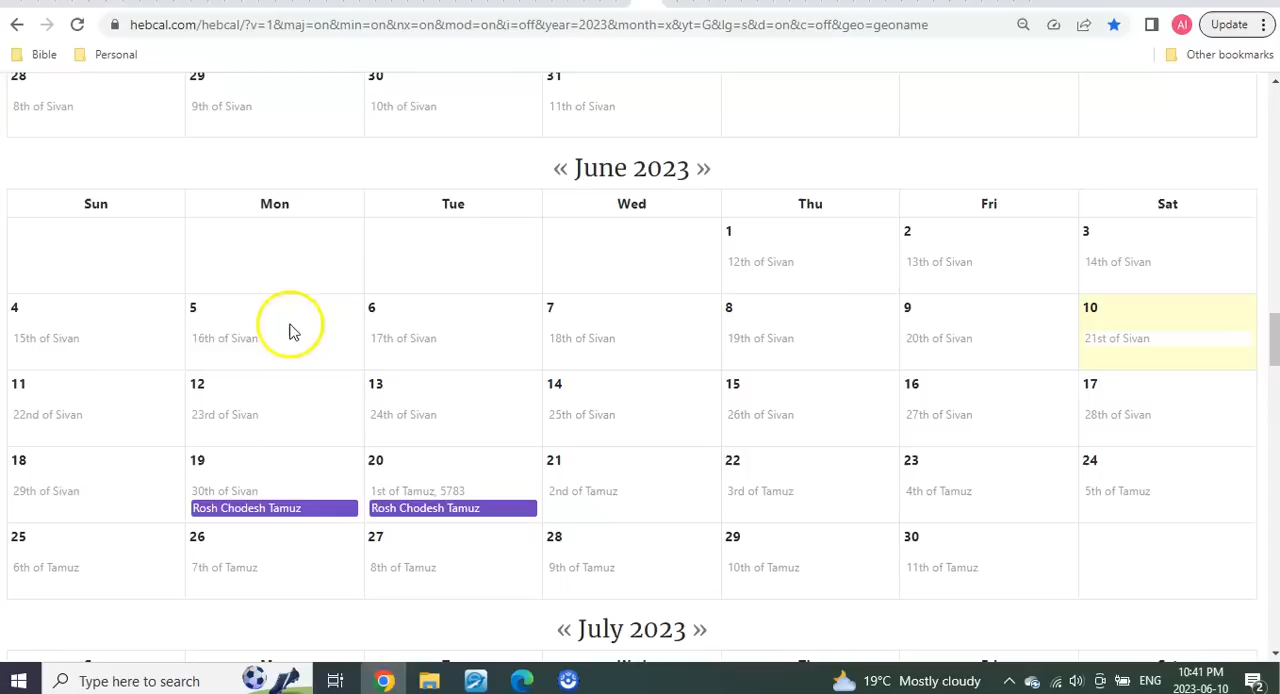 hebcal.com/hebcal/?v=1&maj=on&min=on&nx=on&mod=on&i=off&year=2023&month=x&yt=G&lg=s&d=on&c=off&geo=geoname
AI
Update
Bible
Personal
Other bookmarks
28 29 30 31
8th of Sivan 9th of Sivan 10th of Sivan 11th of Sivan
« June 2023 »
Sun Mon Tue Wed Thu Fri Sat
1 2 3
12th of Sivan 13th of Sivan 14th of Sivan
4 5 6 7 8 9 10
15th of Sivan 16th of Sivan 17th of Sivan 18th of Sivan 19th of Sivan 20th of Sivan 21st of Sivan
11 12 13 14 15 16 17
22nd of Sivan 23rd of Sivan 24th of Sivan 25th of Sivan 26th of Sivan 27th of Sivan 28th of Sivan
18 19 20 21 22 23 24
29th of Sivan 30th of Sivan 1st of Tamuz, 5783 2nd of Tamuz 3rd of Tamuz 4th of Tamuz 5th of Tamuz
Rosh Chodesh Tamuz Rosh Chodesh Tamuz
25 26 27 28 29 30
6th of Tamuz 7th of Tamuz 8th of Tamuz 9th of Tamuz 10th of Tamuz 11th of Tamuz
« July 2023 »
Type here to search
19°C Mostly cloudy
ENG
10:41 PM
2023-06-10
2